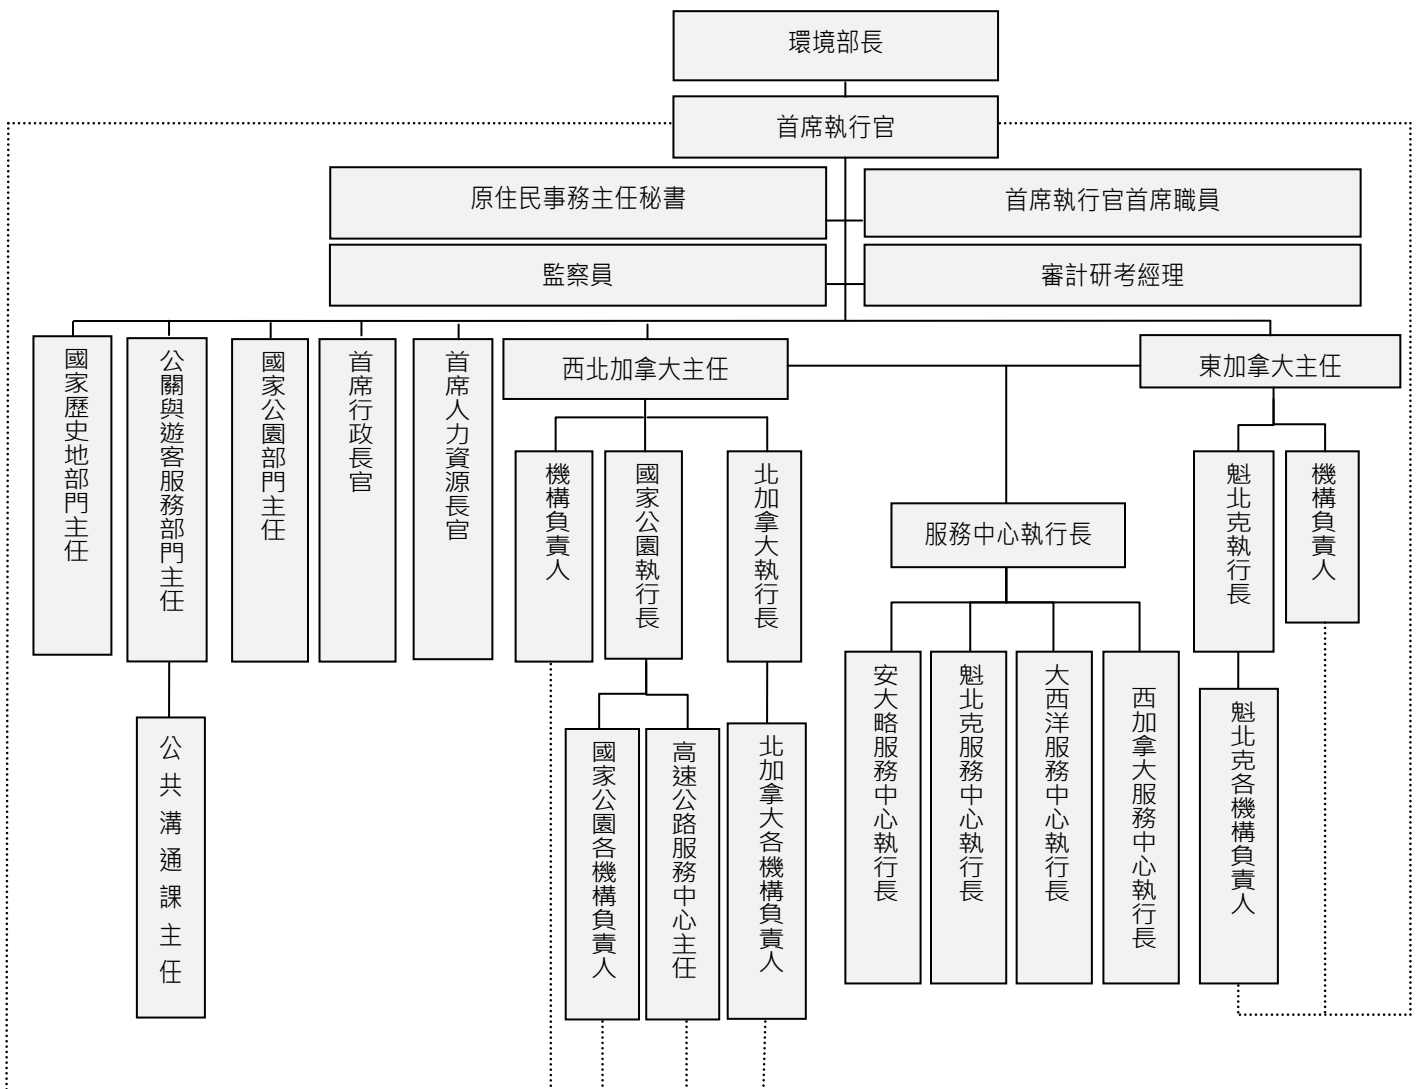 環境部長
首席執行官
原住民事務主任秘書
首席執行官首席職員
監察員
審計研考經理
國家歷史地部門主任
公關與遊客服務部門主任
國家公園部門主任
首席行政長官
首席人力資源長官
西北加拿大主任
東加拿大主任
機構負責人
國家公園執行長
北加拿大執行長
服務中心執行長
魁北克執行長
機構負責人
公共溝通課主任
國家公園各機構負責人
高速公路服務中心主任
北加拿大各機構負責人
安大略服務中心執行長
魁北克服務中心執行長
大西洋服務中心執行長
西加拿大服務中心執行長
魁北克各機構負責人